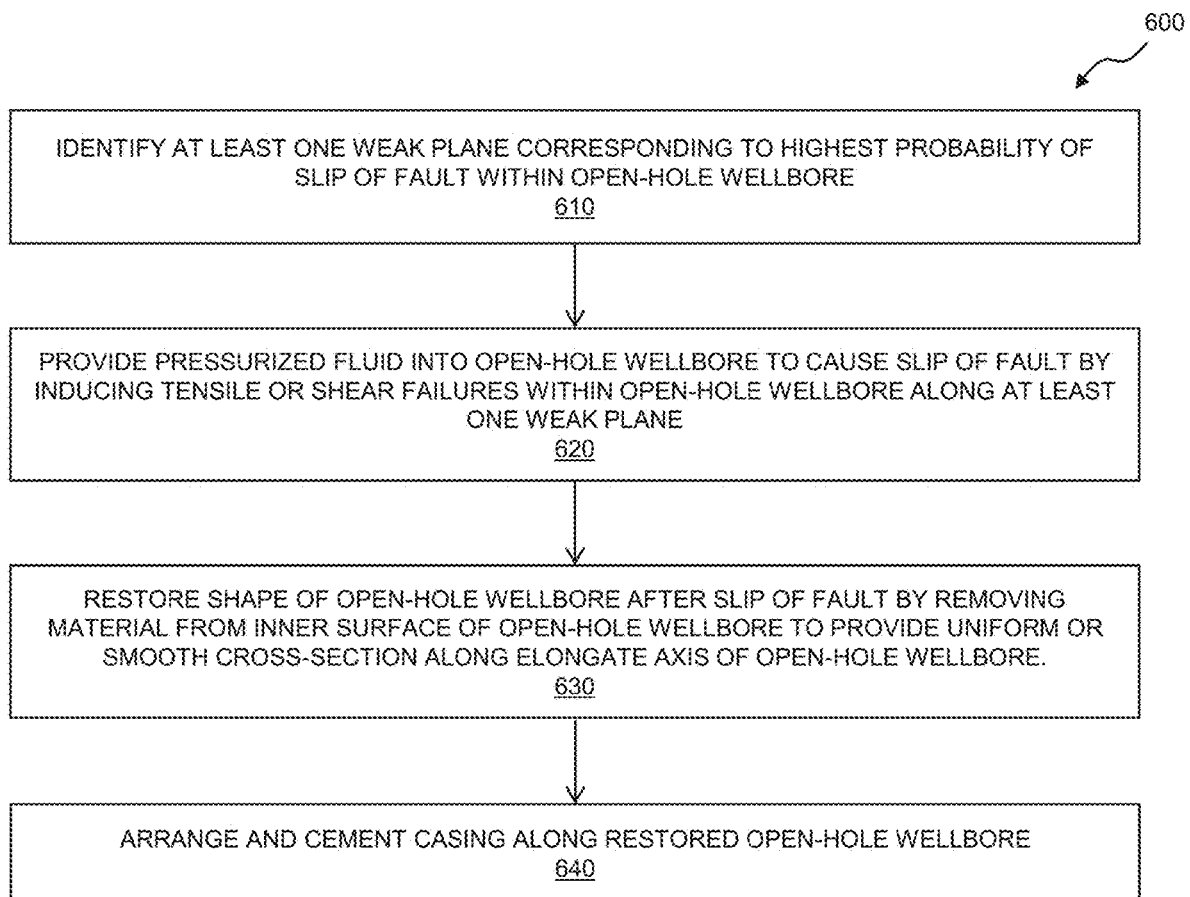 600
IDENTIFY AT LEAST ONE WEAK PLANE CORRESPONDING TO HIGHEST PROBABILITY OF
SLIP OF FAULT WITHIN OPEN-HOLE WELLBORE
610
PROVIDE PRESSURIZED FLUID INTO OPEN-HOLE WELLBORE TO CAUSE SLIP OF FAULT BY
INDUCING TENSILE OR SHEAR FAILURES WITHIN OPEN-HOLE WELLBORE ALONG AT LEAST
ONE WEAK PLANE
620
RESTORE SHAPE OF OPEN-HOLE WELLBORE AFTER SLIP OF FAULT BY REMOVING
MATERIAL FROM INNER SURFACE OF OPEN-HOLE WELLBORE TO PROVIDE UNIFORM OR
SMOOTH CROSS-SECTION ALONG ELONGATE AXIS OF OPEN-HOLE WELLBORE.
630
ARRANGE AND CEMENT CASING ALONG RESTORED OPEN-HOLE WELLBORE
640